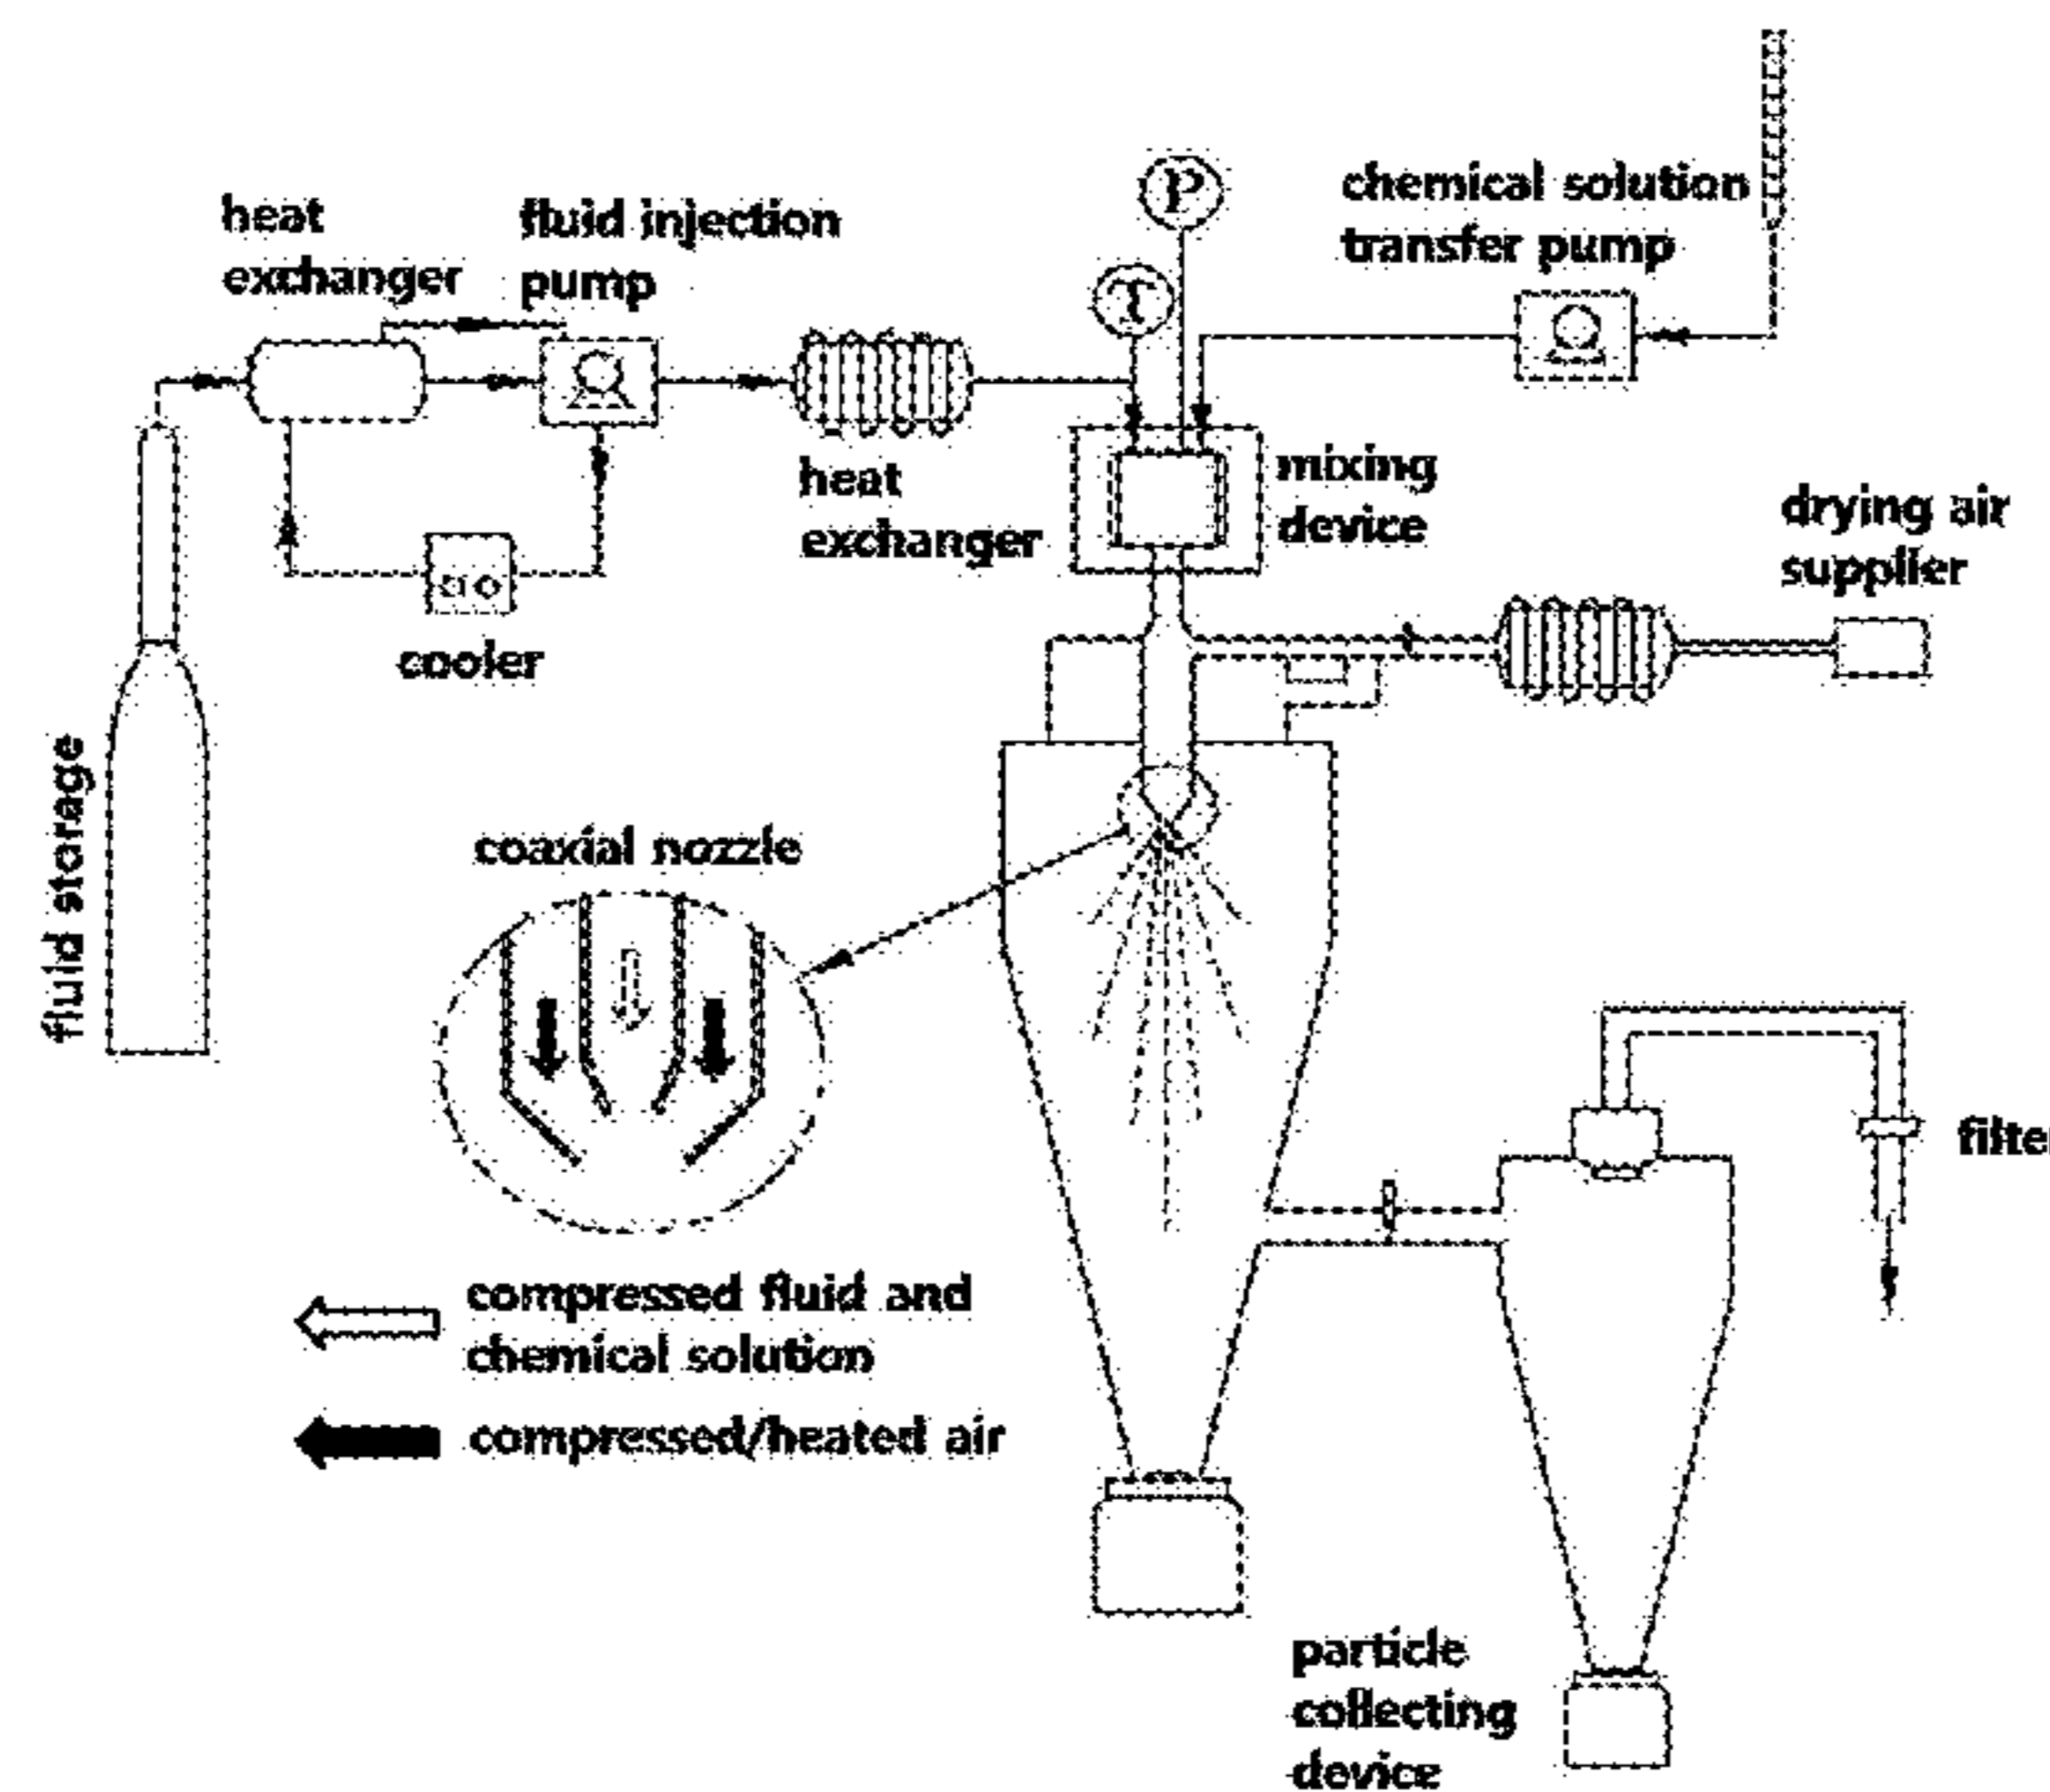 heat
exchanger
fluid injection
pump
P
T
chemical solution
transfer pump
heat
exchanger
mixing
device
drying air
supplier
cooler
fluid storage
coaxial nozzle
filter
compressed fluid and
chemical solution
compressed/heated air
particle
collecting
device